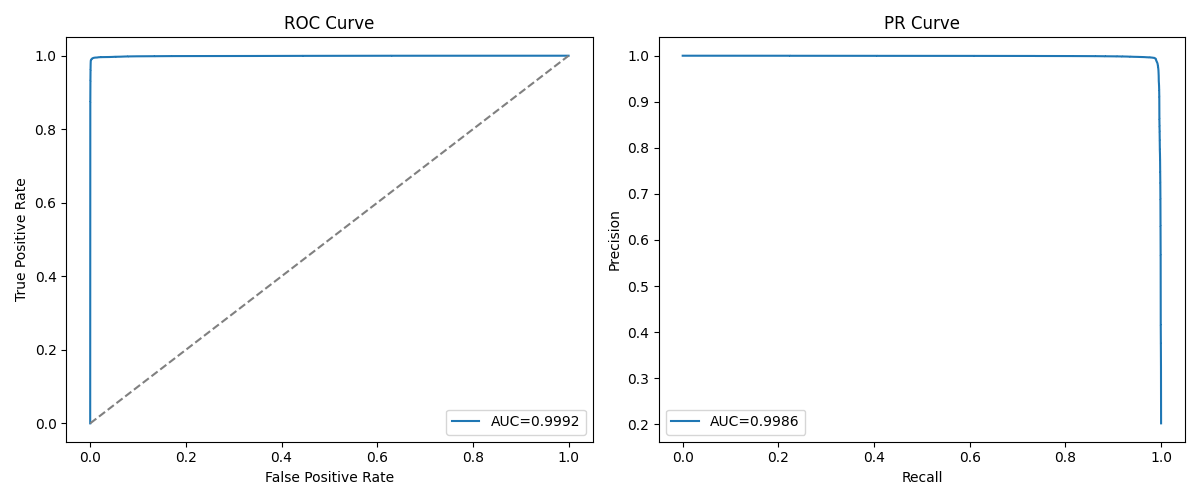 ROC Curve
True Positive Rate
1.0
0.8
0.6
0.4
0.2
0.0
0.0 0.2 0.4 0.6 0.8 1.0
False Positive Rate
AUC=0.9992
PR Curve
Precision
1.0
0.9
0.8
0.7
0.6
0.5
0.4
0.3
0.2
0.0 0.2 0.4 0.6 0.8 1.0
Recall
AUC=0.9986